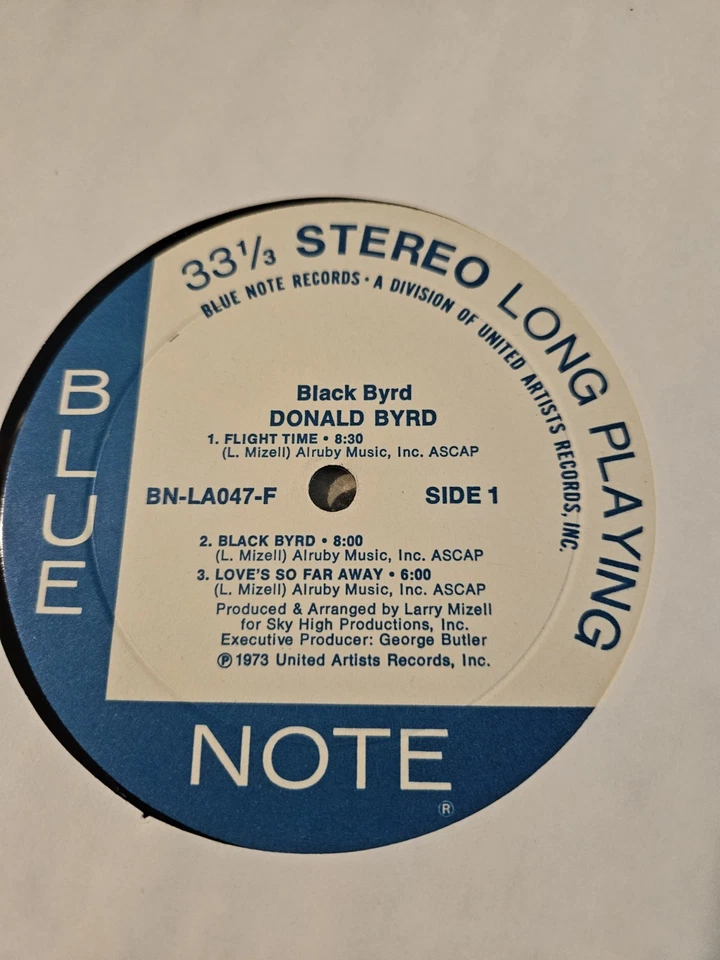 33 1/3 STEREO LONG PLAYING
BLUE NOTE RECORDS • A DIVISION OF UNITED ARTISTS RECORDS, INC.
BLUE
Black Byrd
DONALD BYRD
1. FLIGHT TIME • 8:30
(L. Mizell) Alruby Music, Inc. ASCAP
BN-LA047-F SIDE 1
2. BLACK BYRD • 8:00
(L. Mizell) Alruby Music, Inc. ASCAP
3. LOVE'S SO FAR AWAY • 6:00
(L. Mizell) Alruby Music, Inc. ASCAP
Produced & Arranged by Larry Mizell
for Sky High Productions, Inc.
Executive Producer: George Butler
℗ 1973 United Artists Records, Inc.
NOTE
®